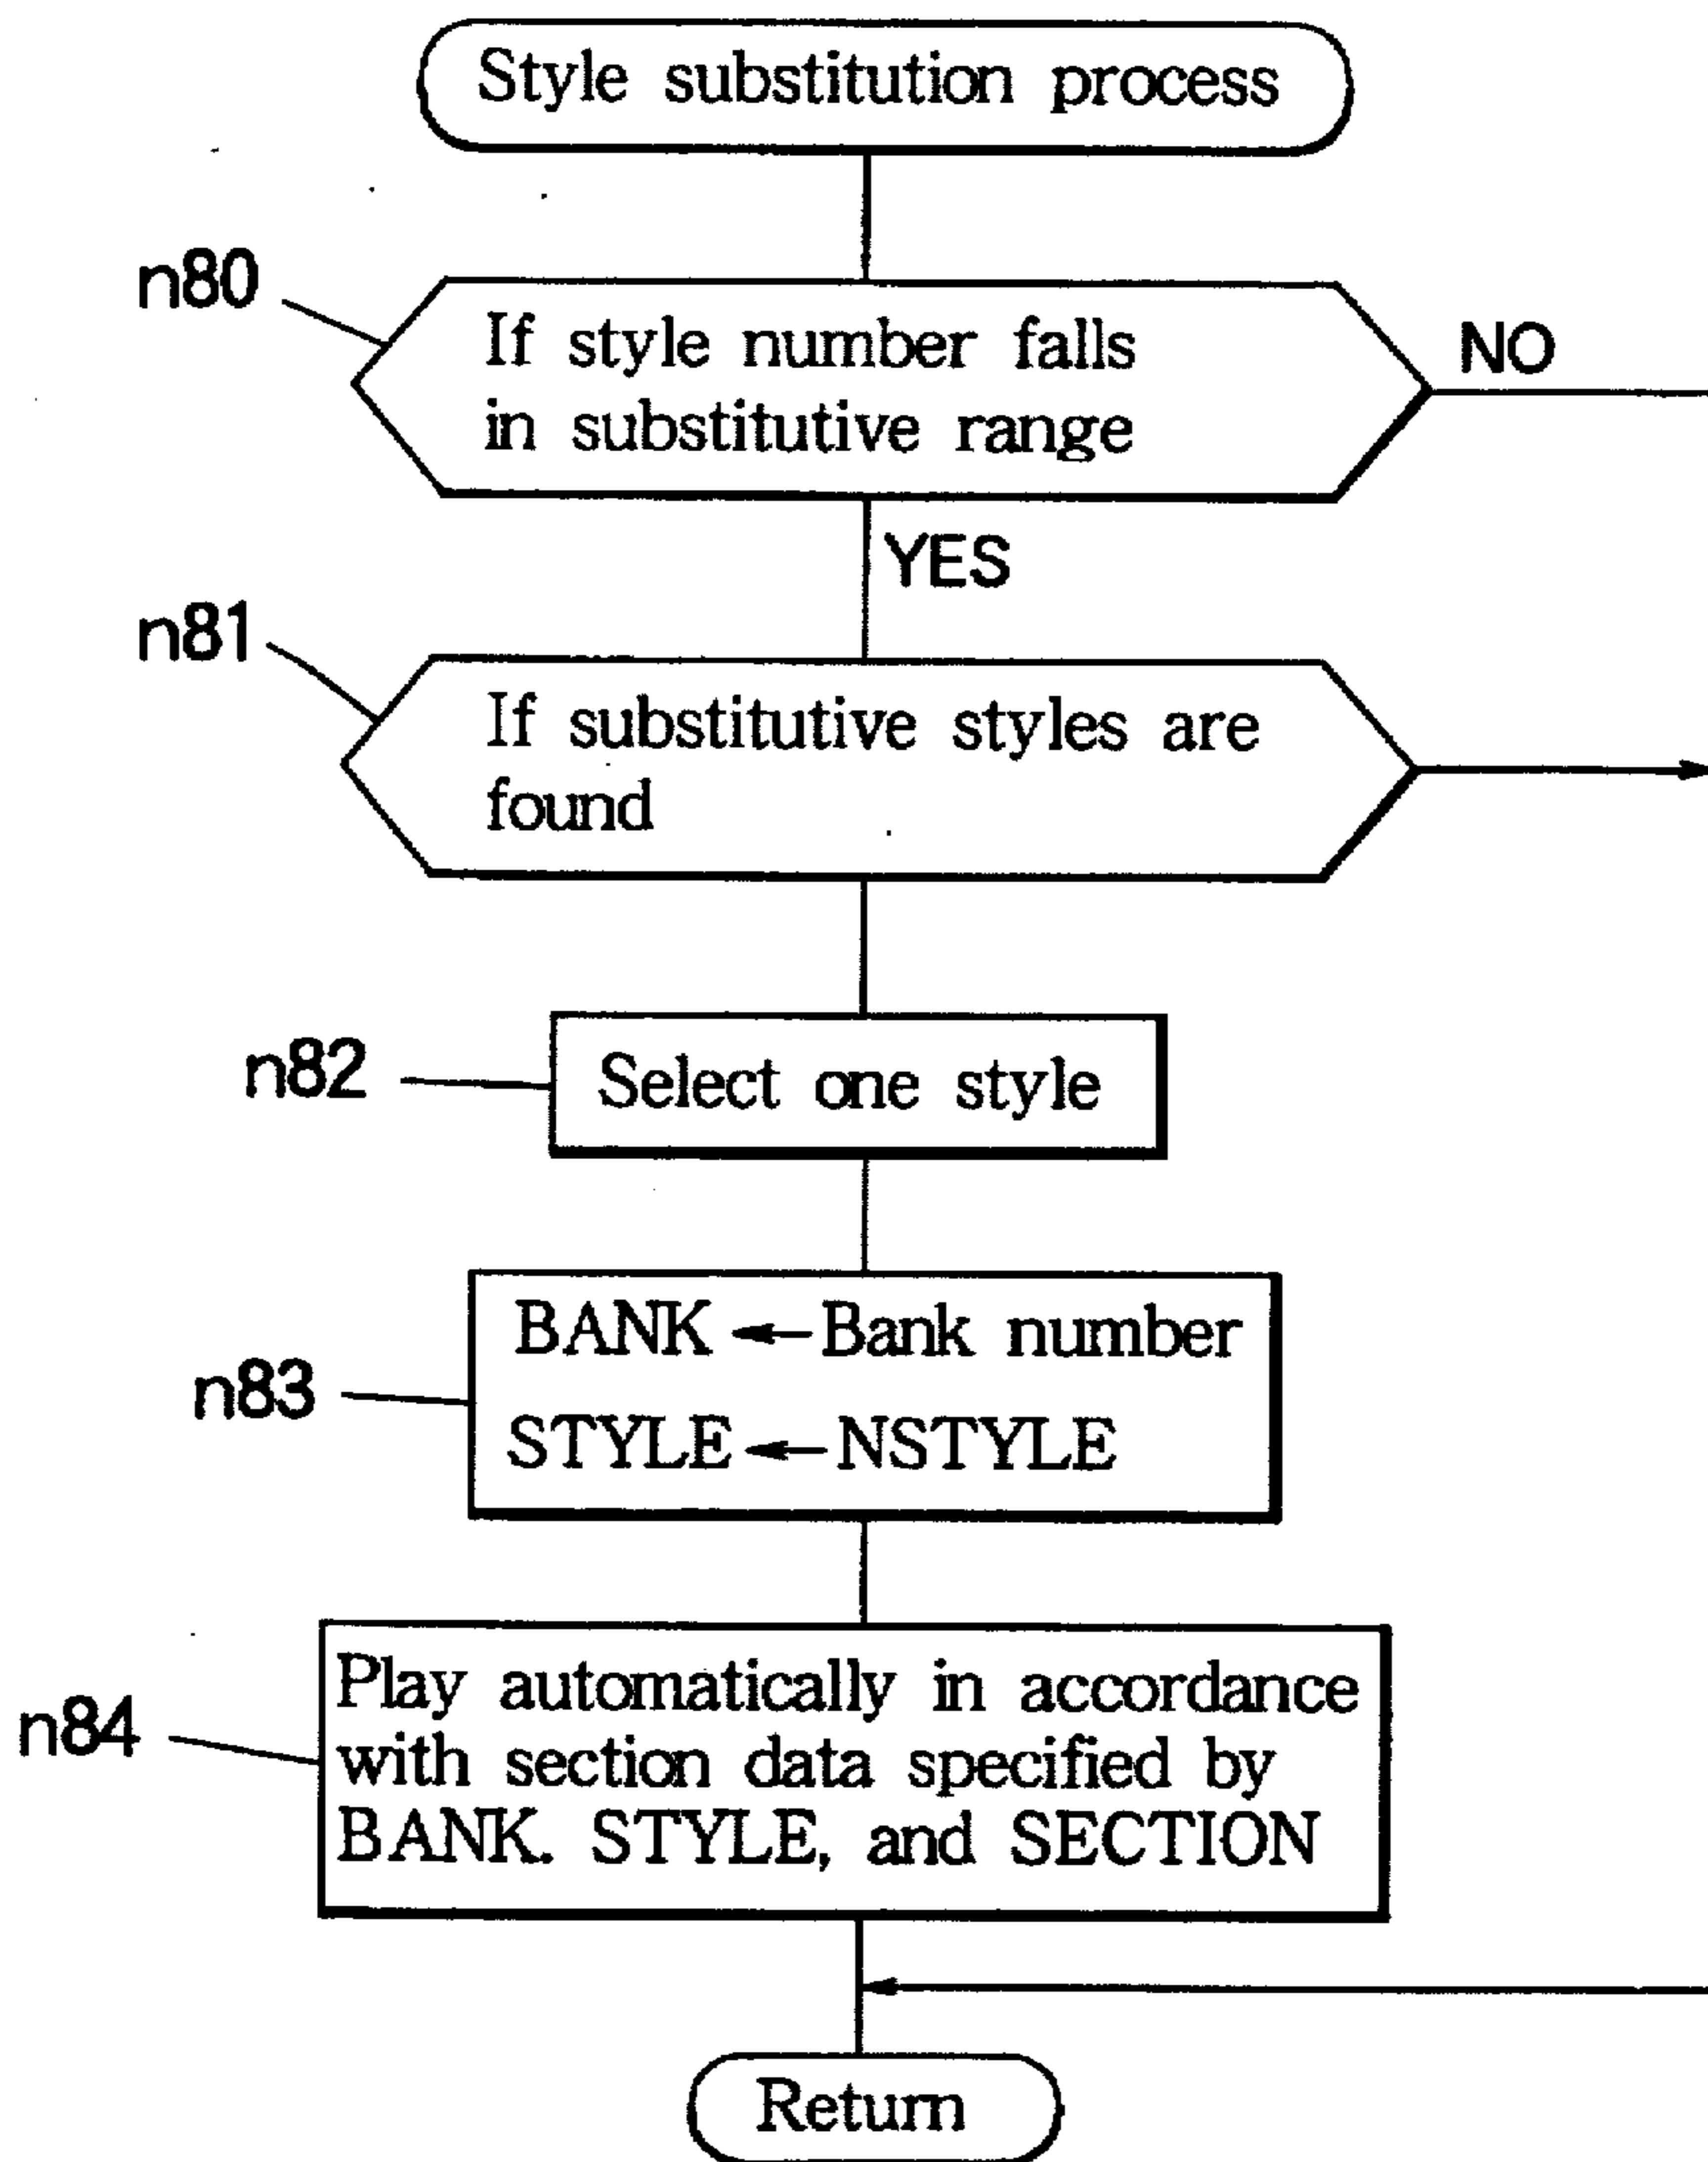 Style substitution process
n80
If style number falls
in substitutive range
NO
YES
n81
If substitutive styles are
found
n82
Select one style
n83
BANK ← Bank number
STYLE ← NSTYLE
n84
Play automatically in accordance
with section data specified by
BANK. STYLE, and SECTION
Return